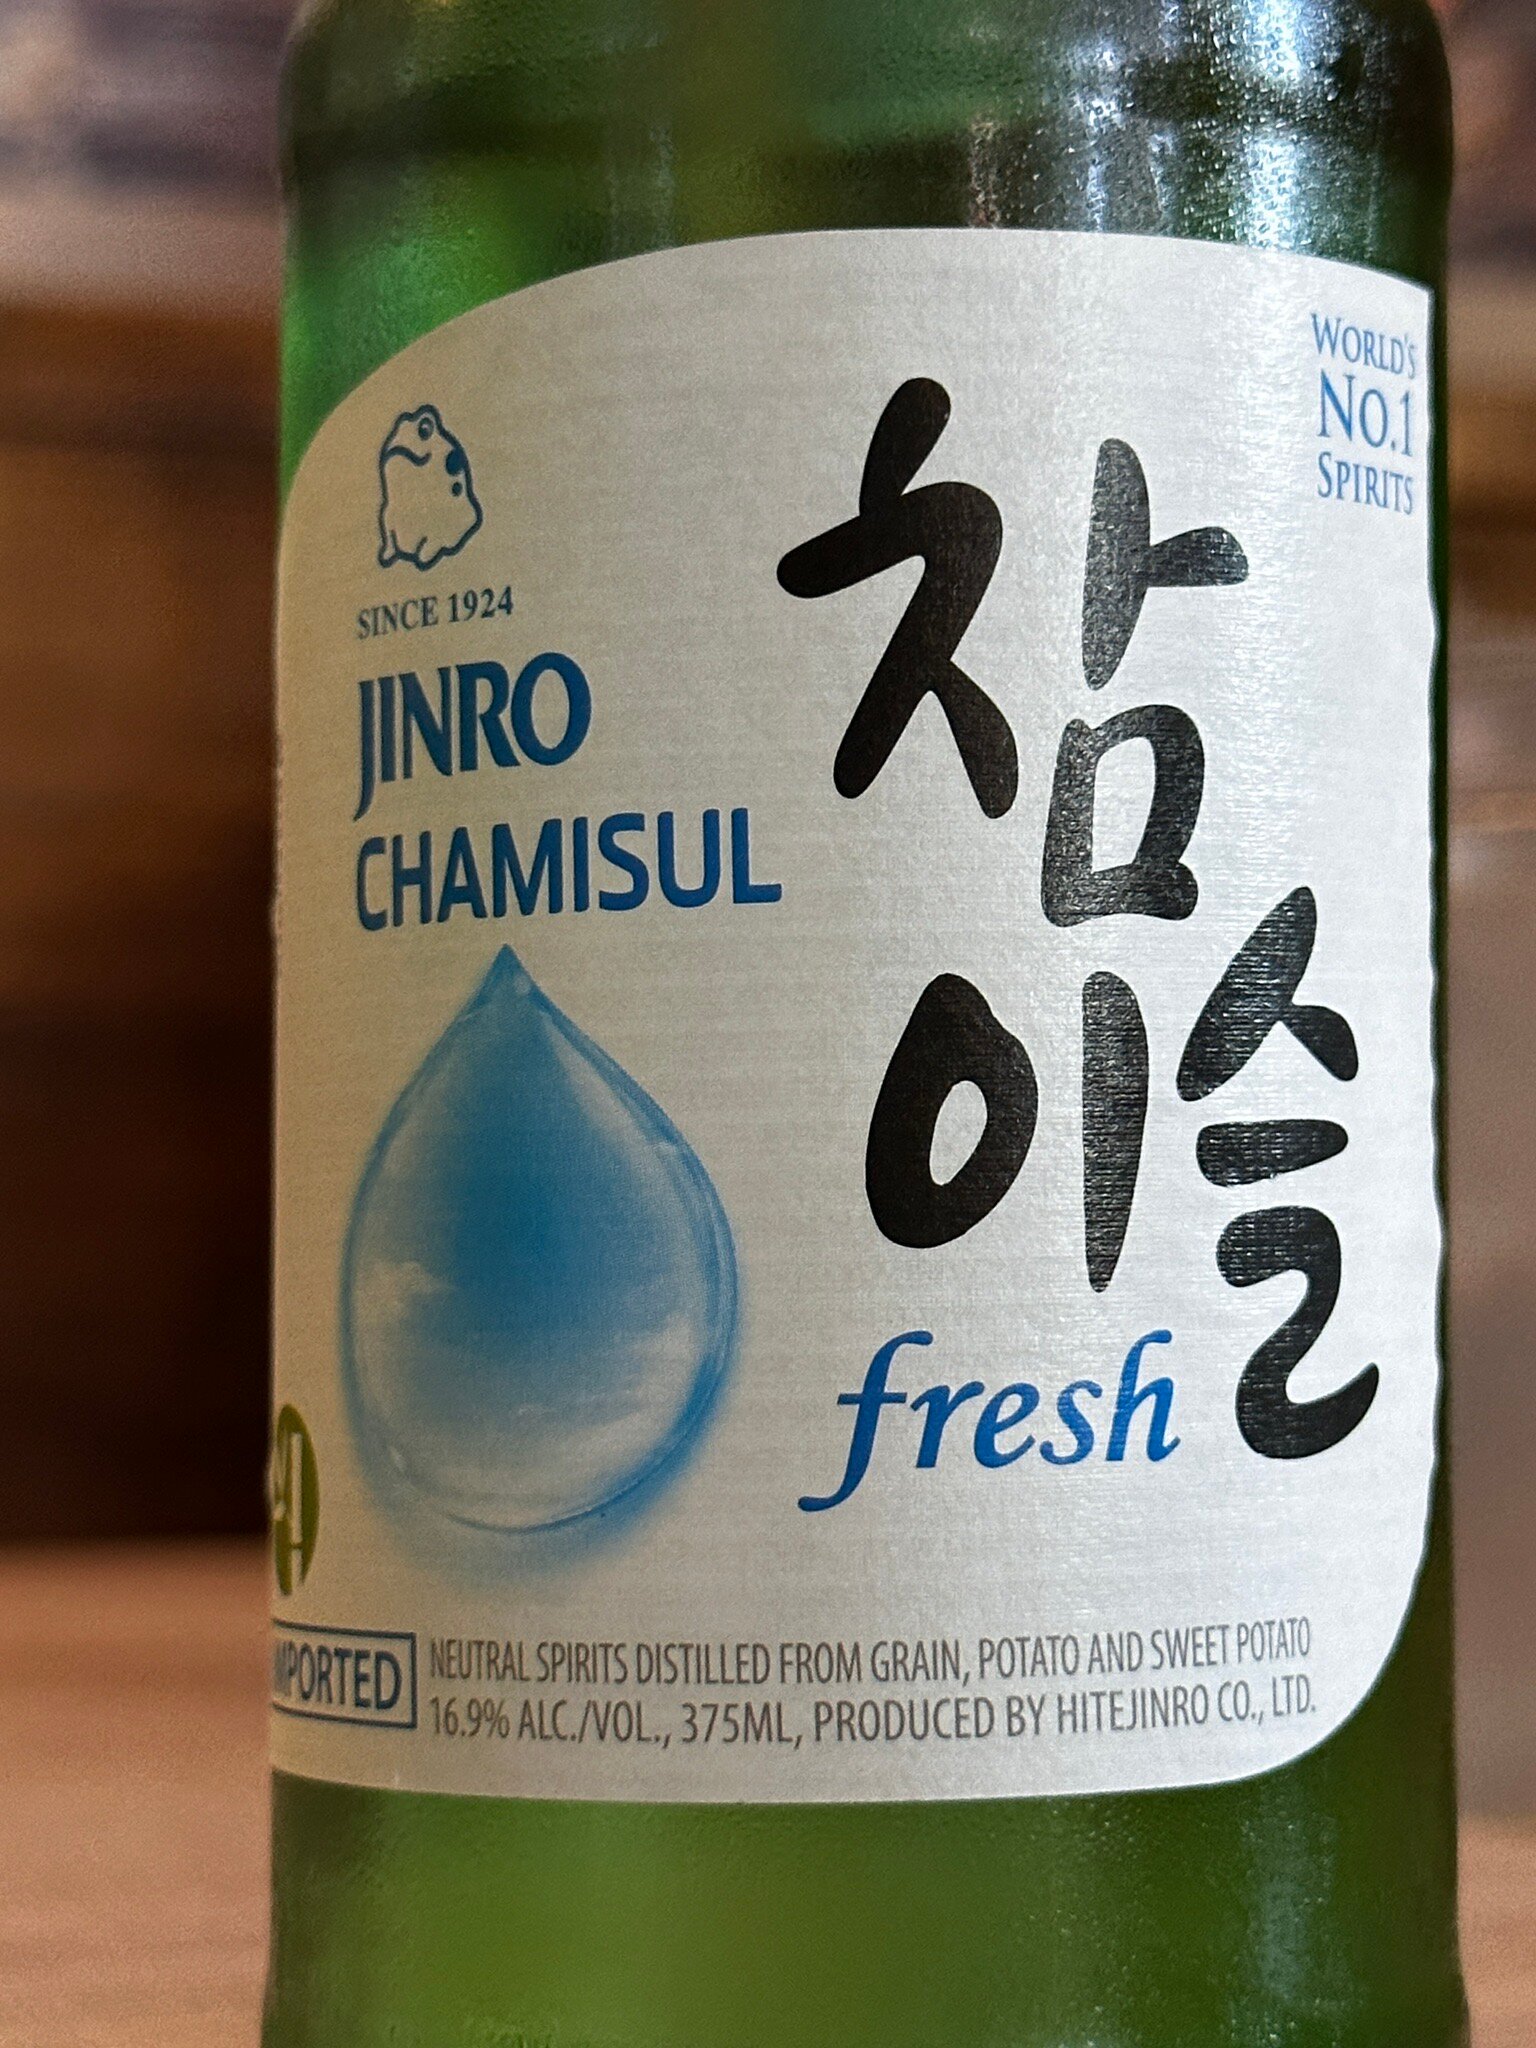 WORLD'S
NO.1
SPIRITS
SINCE 1924
JINRO
CHAMISUL
참
이슬
fresh
IMPORTED
NEUTRAL SPIRITS DISTILLED FROM GRAIN, POTATO AND SWEET POTATO
16.9% ALC./VOL., 375ML, PRODUCED BY HITEJINRO CO., LTD.